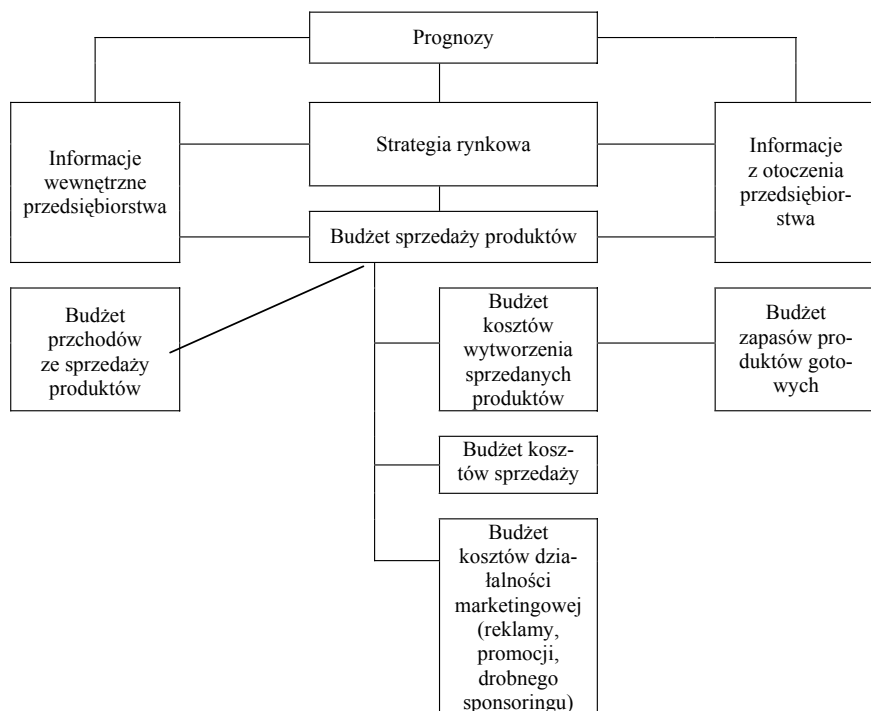 Prognozy
Informacje
wewnętrzne
przedsiębiorstwa
Strategia rynkowa
Informacje
z otoczenia
przedsiębior-
stwa
Budżet sprzedaży produktów
Budżet
przchodów
ze sprzedaży
produktów
Budżet
kosztów
wytworzenia
sprzedanych
produktów
Budżet
zapasów pro-
duktów goto-
wych
Budżet kosz-
tów sprzedaży
Budżet
kosztów dzia-
łalności
marketingowej
(reklamy,
promocji,
drobnego
sponsoringu)